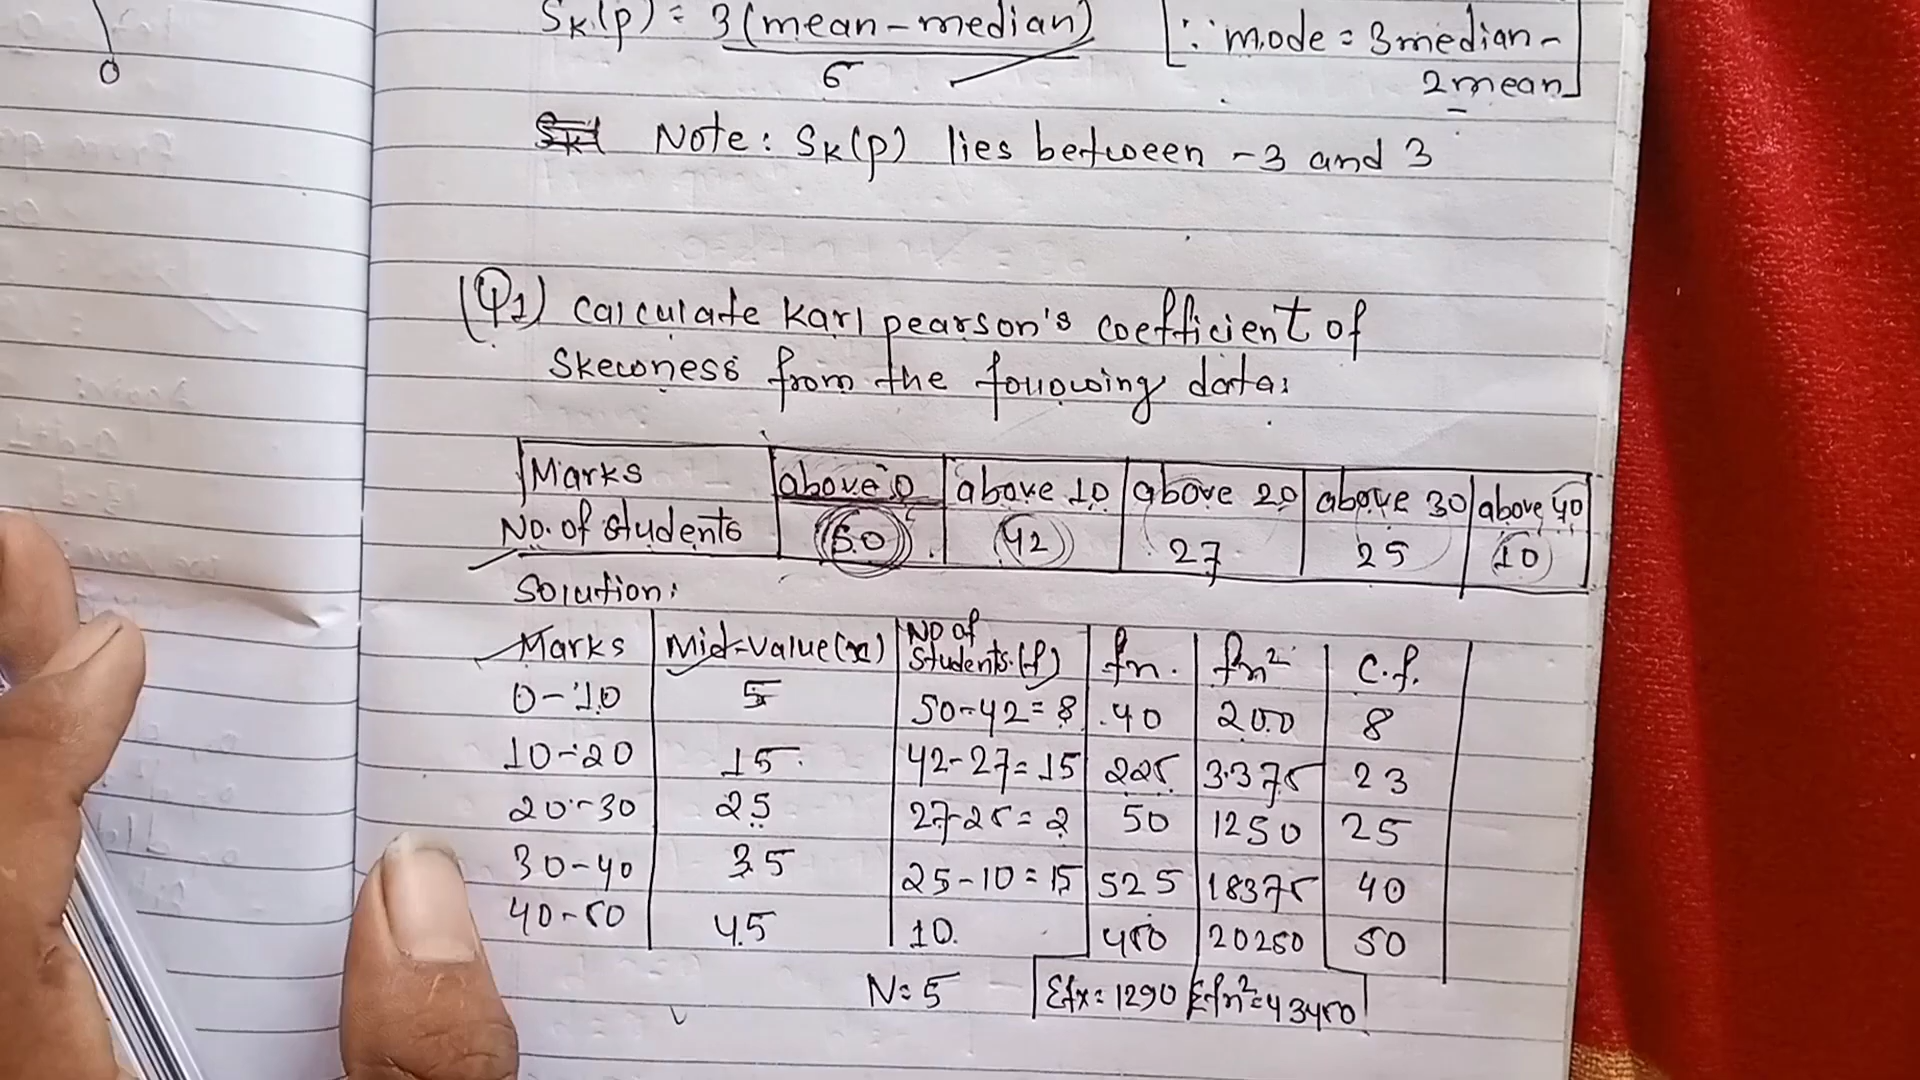 Sk(p) = 3(mean-median) [∵ mode = 3median-
σ 2mean]
Note: Sk(p) lies between -3 and 3
(Q1) Calculate Karl pearson's coefficient of
Skewness from the following data:
Marks above 0 above 10 above 20 above 30 above 40
No. of students 50 42 27 25 10
Solution:
Marks Mid-value(x) No of Students (f) fx fx² c.f.
0-10 5 50-42=8 40 200 8
10-20 15 42-27=15 225 3375 23
20-30 25 27-25=2 50 1250 25
30-40 35 25-10=15 525 18375 40
40-50 45 10 450 20250 50
N=5 Σfx=1290 Σfx²=43450